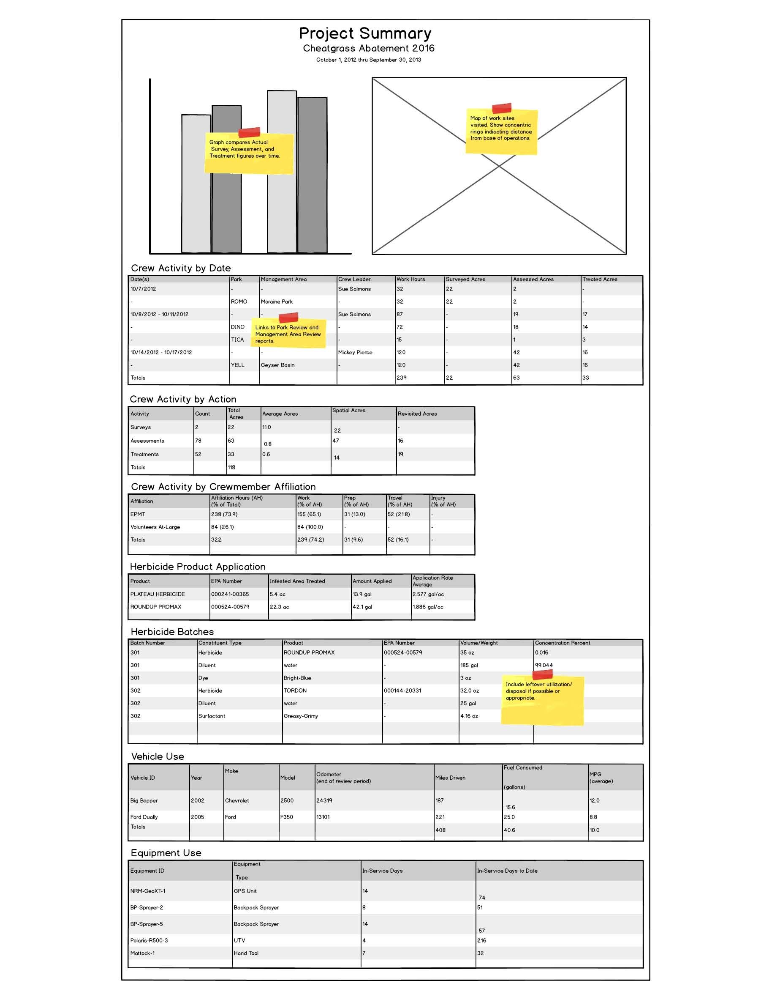 Project Summary
Cheatgrass Abatement 2016
October 1, 2012 thru September 30, 2013
Graph compares Actual
Survey, Assessment, and
Treatment figures over time.
Map of work sites
visited. Show concentric
rings indicating distance
from base of operations.
Crew Activity by Date
Date(s) Park Management Area Crew Leader Work Hours Surveyed Acres Assessed Acres Treated Acres
10/7/2012 - - Sue Salmons 32 22 2 -
- ROMO Moraine Park - 32 22 2 -
10/8/2012 - 10/11/2012 - - Sue Salmons 87 - 19 17
- DINO - 72 - 18 14
- TICA - 15 - 1 3
Links to Park Review and
Management Area Review
reports.
10/14/2012 - 10/17/2012 - - Mickey Pierce 120 - 42 16
- YELL Geyser Basin - 120 - 42 16
Totals 239 22 63 33
Crew Activity by Action
Activity Count Total Acres Average Acres Spatial Acres Revisited Acres
Surveys 2 22 11.0 22 -
Assessments 78 63 0.8 47 16
Treatments 52 33 0.6 14 19
Totals 118
Crew Activity by Crewmember Affiliation
Affiliation Affiliation Hours (AH) (% of Total) Work (% of AH) Prep (% of AH) Travel (% of AH) Injury (% of AH)
EPMT 238 (73.9) 155 (65.1) 31 (13.0) 52 (21.8) -
Volunteers At-Large 84 (26.1) 84 (100.0) - - -
Totals 322 239 (74.2) 31 (9.6) 52 (16.1) -
Herbicide Product Application
Product EPA Number Infested Area Treated Amount Applied Application Rate Average
PLATEAU HERBICIDE 000241-00365 5.4 ac 13.9 gal 2.577 gal/ac
ROUNDUP PROMAX 000524-00579 22.3 ac 42.1 gal 1.886 gal/ac
Herbicide Batches
Batch Number Constituent Type Product EPA Number Volume/Weight Concentration Percent
301 Herbicide ROUNDUP PROMAX 000524-00579 35 oz 0.016
301 Diluent water - 185 gal 99.044
301 Dye Bright-Blue - 3 oz
302 Herbicide TORDON 000144-20331 32.0 oz
302 Diluent water - 25 gal
302 Surfactant Greasy-Grimy - 4.16 oz
Include leftover utilization/
disposal if possible or
appropriate.
Vehicle Use
Vehicle ID Year Make Model Odometer (end of review period) Miles Driven Fuel Consumed (gallons) MPG (average)
Big Bopper 2002 Chevrolet 2500 24319 187 15.6 12.0
Ford Dually 2005 Ford F350 13101 221 25.0 8.8
Totals 408 40.6 10.0
Equipment Use
Equipment ID Equipment Type In-Service Days In-Service Days to Date
NRM-GeoXT-1 GPS Unit 14 74
BP-Sprayer-2 Backpack Sprayer 8 51
BP-Sprayer-5 Backpack Sprayer 14 57
Polaris-R500-3 UTV 4 216
Mattock-1 Hand Tool 7 32